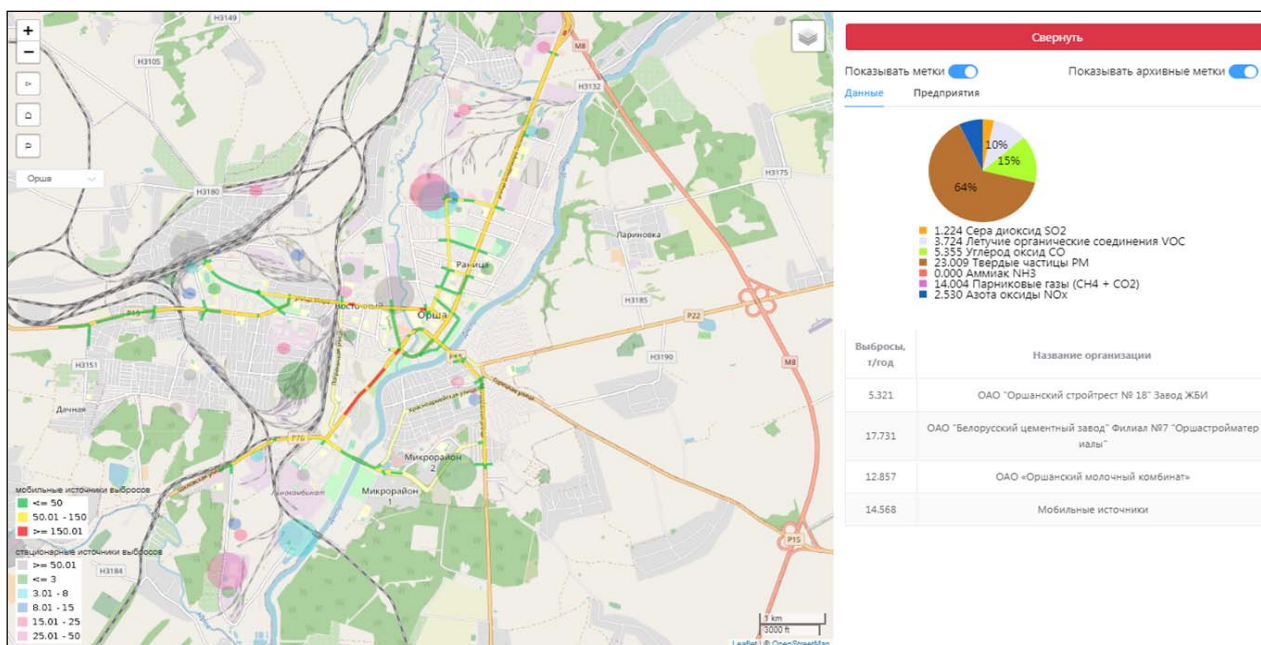 +
−
Орша
H3149
H3105
M8
H3132
H3180
H3175
Лариновка
Раница
Восточный
Орша
P15
H3185
P22
H3190
M8
H3151
Дачная
P76
Красноармейская улица
Микрорайон
2
Микрорайон
1
P15
H3184
мобильные источники выбросов
<= 50
50.01 - 150
>= 150.01
стационарные источники выбросов
>= 50.01
<= 3
3.01 - 8
8.01 - 15
15.01 - 25
25.01 - 50
1 km
3000 ft
Leaflet | © OpenStreetMap
Свернуть
Показывать метки
Показывать архивные метки
Данные
Предприятия
10%
15%
64%
1.224 Сера диоксид SO2
3.724 Летучие органические соединения VOC
5.355 Углерод оксид CO
23.009 Твердые частицы PM
0.000 Аммиак NH3
14.004 Парниковые газы (CH4 + CO2)
2.530 Азота оксиды NOx
Выбросы,
т/год
Название организации
5.321
ОАО "Оршанский стройтрест № 18" Завод ЖБИ
17.731
ОАО "Белорусский цементный завод" Филиал №7 "Оршастройматер
иалы"
12.857
ОАО «Оршанский молочный комбинат»
14.568
Мобильные источники